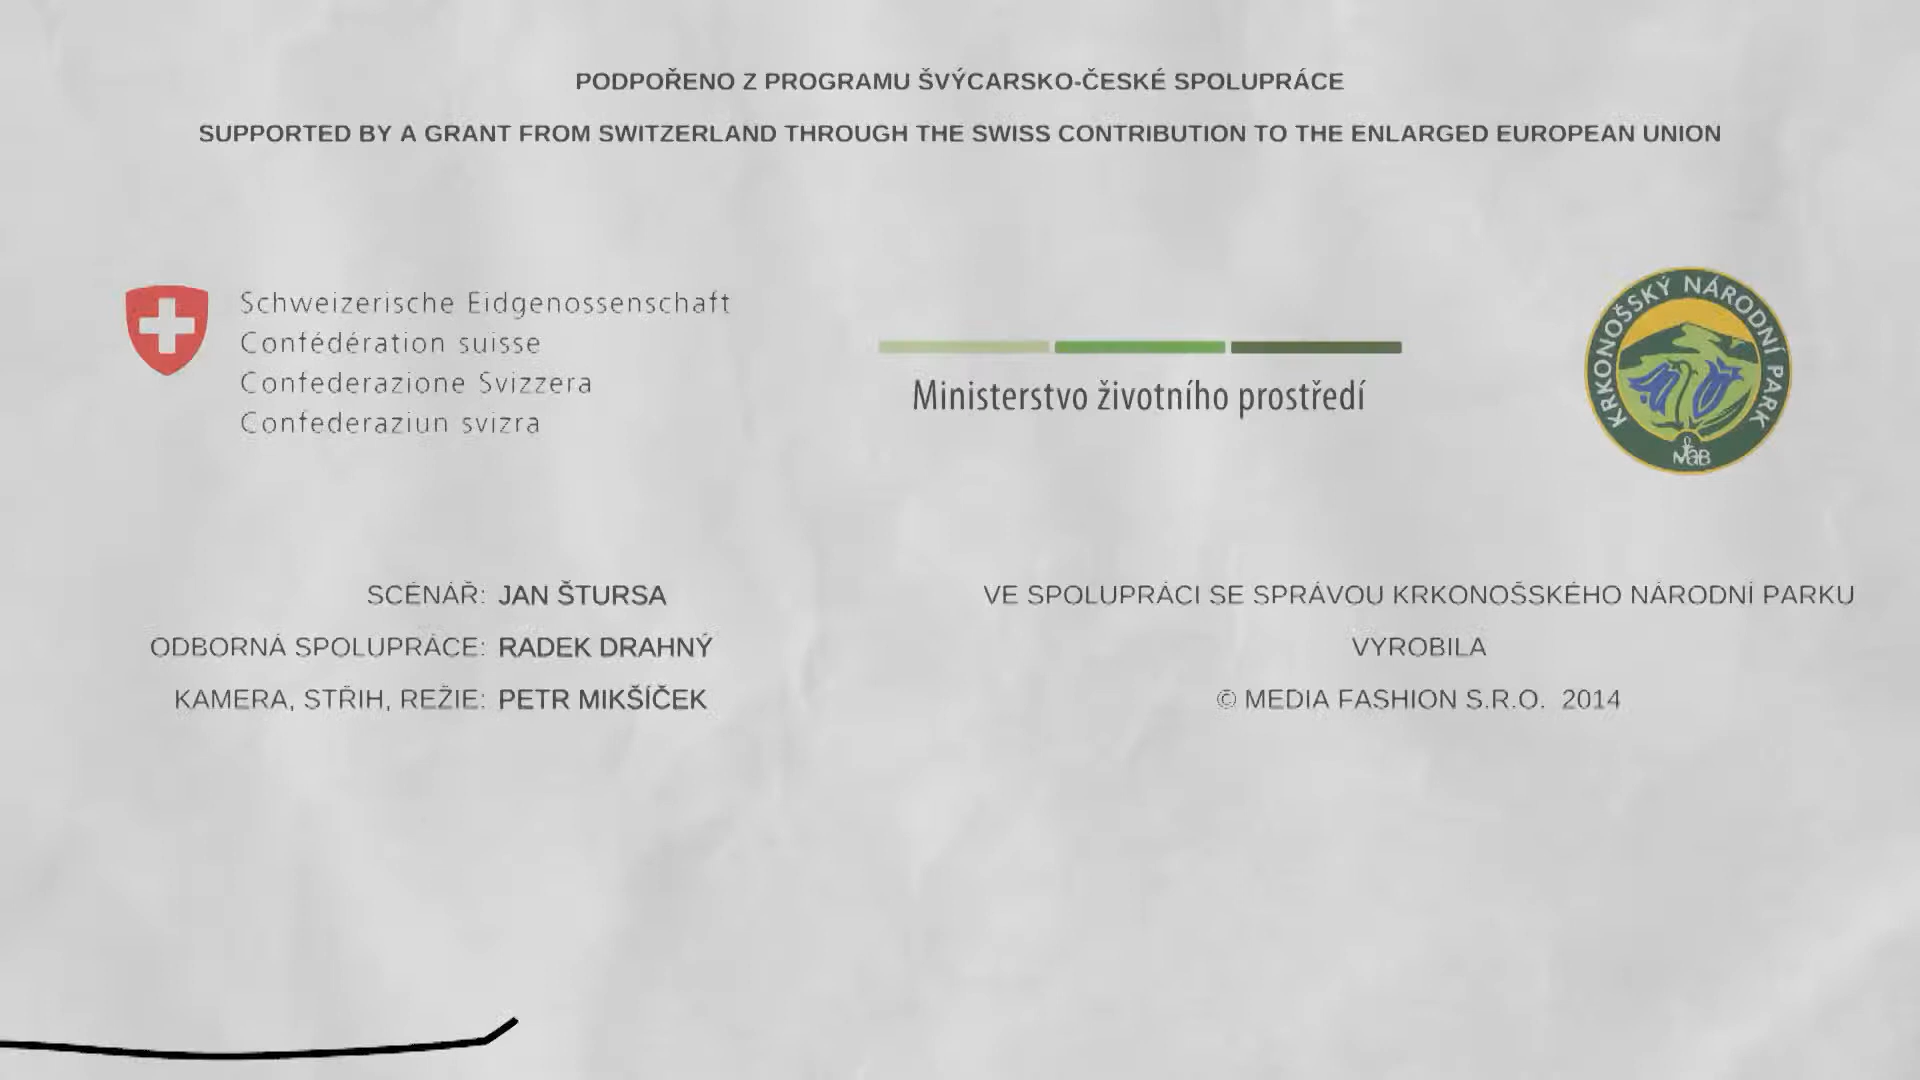 PODPOŘENO Z PROGRAMU ŠVÝCARSKO-ČESKÉ SPOLUPRÁCE
SUPPORTED BY A GRANT FROM SWITZERLAND THROUGH THE SWISS CONTRIBUTION TO THE ENLARGED EUROPEAN UNION
Schweizerische Eidgenossenschaft
Confédération suisse
Confederazione Svizzera
Confederaziun svizra
Ministerstvo životního prostředí
KRKONOŠSKÝ NÁRODNÍ PARK
MaB
SCÉNÁŘ: JAN ŠTURSA
ODBORNÁ SPOLUPRÁCE: RADEK DRAHNÝ
KAMERA, STŘIH, REŽIE: PETR MIKŠÍČEK
VE SPOLUPRÁCI SE SPRÁVOU KRKONOŠSKÉHO NÁRODNÍ PARKU
VYROBILA
© MEDIA FASHION S.R.O. 2014